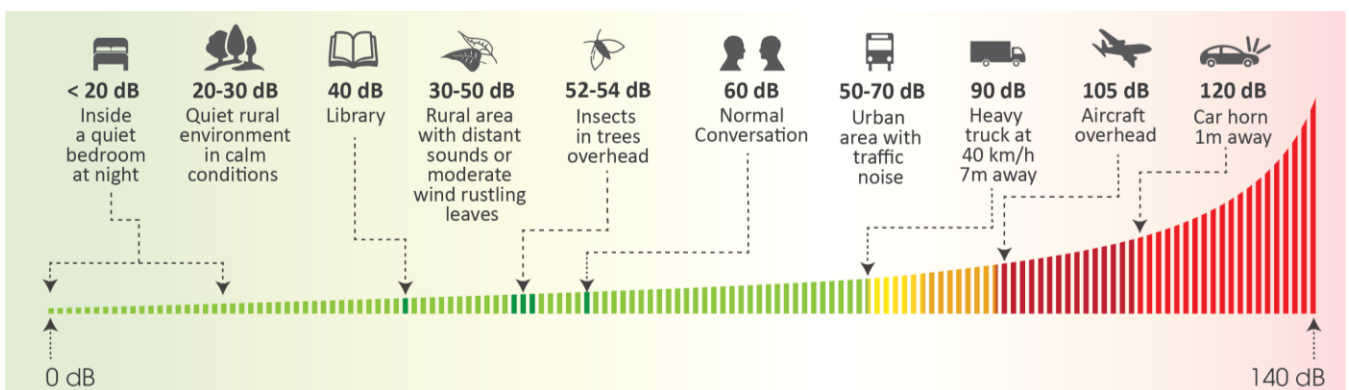 < 20 dB
Inside
a quiet
bedroom
at night
20-30 dB
Quiet rural
environment
in calm
conditions
40 dB
Library
30-50 dB
Rural area
with distant
sounds or
moderate
wind rustling
leaves
52-54 dB
Insects
in trees
overhead
60 dB
Normal
Conversation
50-70 dB
Urban
area with
traffic
noise
90 dB
Heavy
truck at
40 km/h
7m away
105 dB
Aircraft
overhead
120 dB
Car horn
1m away
0 dB
140 dB